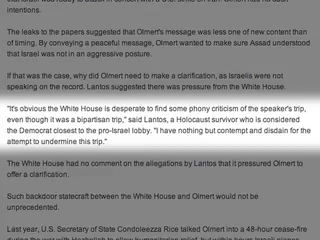 intentions.
The leaks to the papers suggested that Olmert's message was less one of new content than
of timing. By conveying a peaceful message, Olmert wanted to make sure Assad understood
that Israel was not in an aggressive posture.
If that was the case, why did Olmert need to make a clarification, as Israelis were not
speaking on the record. Lantos suggested there was pressure from the White House.
"It's obvious the White House is desperate to find some phony criticism of the speaker's trip,
even though it was a bipartisan trip," said Lantos, a Holocaust survivor who is considered
the Democrat closest to the pro-Israel lobby. "I have nothing but contempt and disdain for the
attempt to undermine this trip."
The White House had no comment on the allegations by Lantos that it pressured Olmert to
offer a clarification.
Such backdoor statecraft between the White House and Olmert would not be
unprecedented.
Last year, U.S. Secretary of State Condoleezza Rice talked Olmert into a 48-hour cease-fire